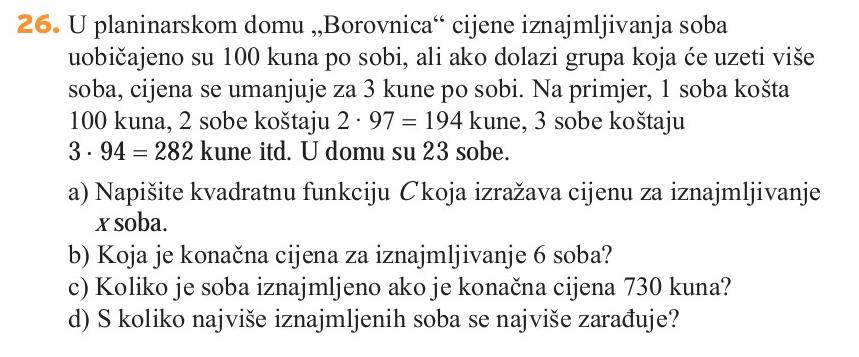 26. U planinarskom domu „Borovnica“ cijene iznajmljivanja soba
uobičajeno su 100 kuna po sobi, ali ako dolazi grupa koja će uzeti više
soba, cijena se umanjuje za 3 kune po sobi. Na primjer, 1 soba košta
100 kuna, 2 sobe koštaju 2 · 97 = 194 kune, 3 sobe koštaju
3 · 94 = 282 kune itd. U domu su 23 sobe.
a) Napišite kvadratnu funkciju C koja izražava cijenu za iznajmljivanje
x soba.
b) Koja je konačna cijena za iznajmljivanje 6 soba?
c) Koliko je soba iznajmljeno ako je konačna cijena 730 kuna?
d) S koliko najviše iznajmljenih soba se najviše zarađuje?